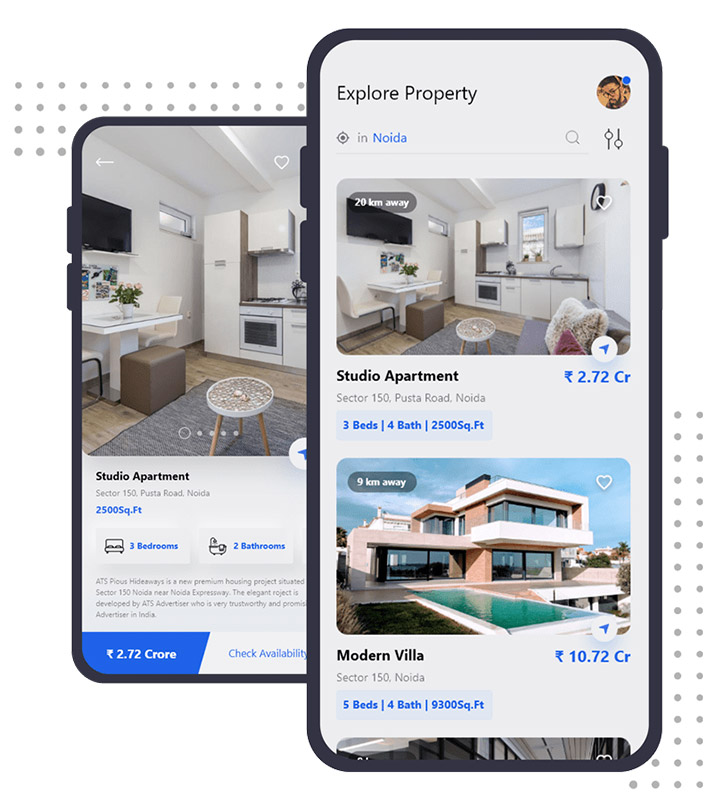 Explore Property
in Noida
20 km away
Studio Apartment
₹ 2.72 Cr
Sector 150, Pusta Road, Noida
3 Beds | 4 Bath | 2500Sq.Ft
9 km away
Modern Villa
₹ 10.72 Cr
Sector 150, Noida
5 Beds | 4 Bath | 9300Sq.Ft
Studio Apartment
Sector 150, Pusta Road, Noida
2500Sq.Ft
3 Bedrooms
2 Bathrooms
ATS Pious Hideaways is a new premium housing project situated
Sector 150 Noida near Noida Expressway. The elegant roject is
developed by ATS Advertiser who is very trustworthy and promis
Advertiser in India.
₹ 2.72 Crore
Check Availability